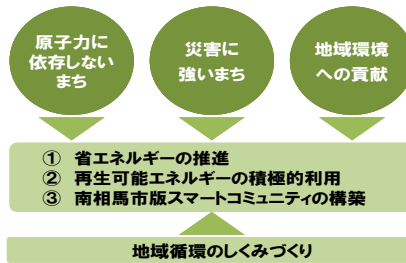 原子力に
依存しない
まち
災害に
強いまち
地域環境
への貢献
① 省エネルギーの推進
② 再生可能エネルギーの積極的利用
③ 南相馬市版スマートコミュニティの構築
地域循環のしくみづくり